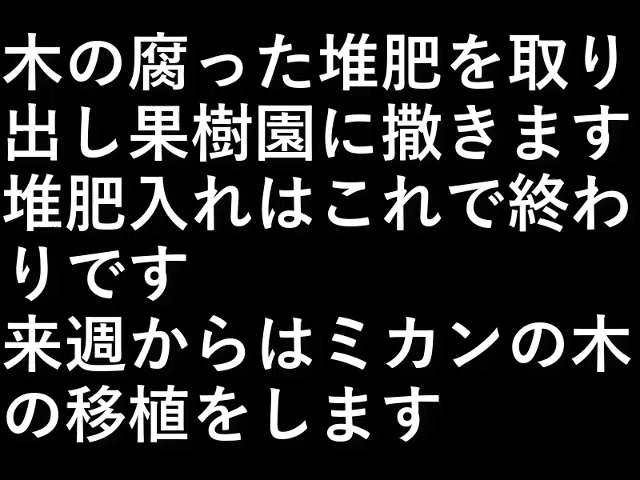 木の腐った堆肥を取り
出し果樹園に撒きます
堆肥入れはこれで終わ
りです
来週からはミカンの木
の移植をします